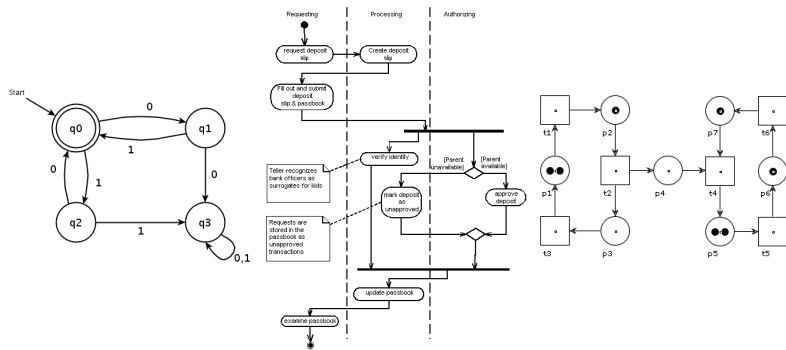 Requesting
Processing
Authorizing
request deposit
slip
Create deposit
slip
Fill out and submit
deposit
slip & passbook
verify identity
[Parent
unavailable]
[Parent
available]
Teller recognizes
bank officers as
surrogates for kids
mark deposit
as
unapproved
approve
deposit
Requests are
stored in the
passbook as
unapproved
transactions
update passbook
examine passbook
Start
q0
0
q1
1
0
1
0
q2
1
q3
0,1
t1
p2
p7
t6
p1
t2
p4
t4
p6
t3
p3
p5
t5